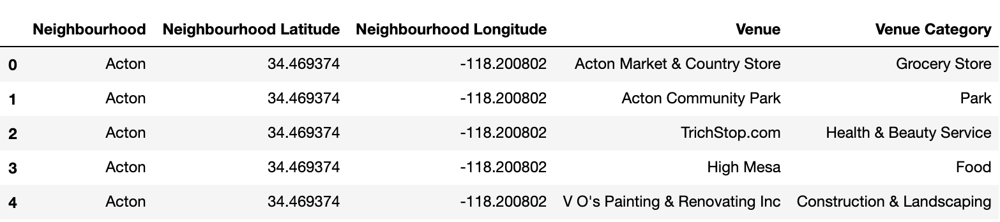 Neighbourhood Neighbourhood Latitude Neighbourhood Longitude Venue Venue Category
0 Acton 34.469374 -118.200802 Acton Market & Country Store Grocery Store
1 Acton 34.469374 -118.200802 Acton Community Park Park
2 Acton 34.469374 -118.200802 TrichStop.com Health & Beauty Service
3 Acton 34.469374 -118.200802 High Mesa Food
4 Acton 34.469374 -118.200802 V O's Painting & Renovating Inc Construction & Landscaping